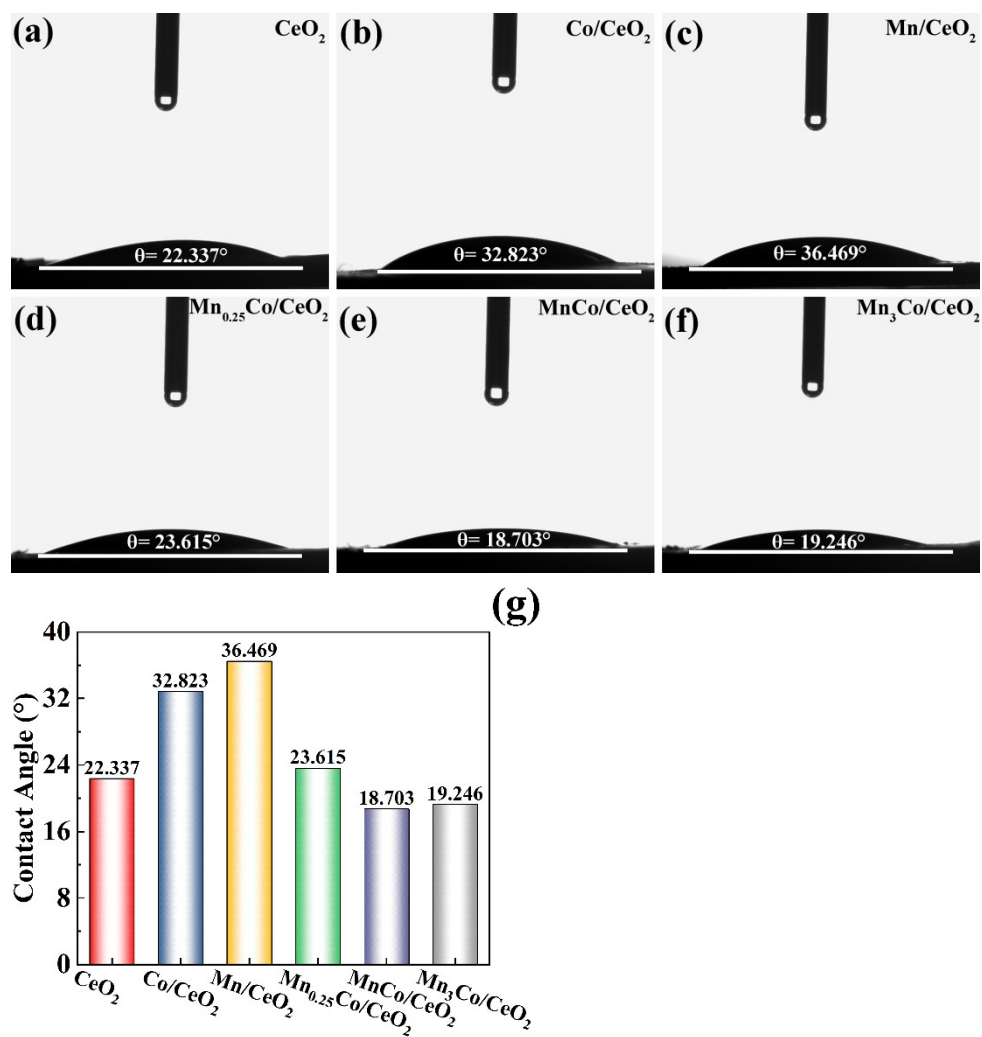 (a) CeO₂
(b) Co/CeO₂
(c) Mn/CeO₂
θ= 22.337°
θ= 32.823°
θ= 36.469°
(d) Mn₀.₂₅Co/CeO₂
(e) MnCo/CeO₂
(f) Mn₃Co/CeO₂
θ= 23.615°
θ= 18.703°
θ= 19.246°
(g)
Contact Angle (°)
40
32
24
16
8
0
22.337
32.823
36.469
23.615
18.703
19.246
CeO₂
Co/CeO₂
Mn/CeO₂
Mn₀.₂₅Co/CeO₂
MnCo/CeO₂
Mn₃Co/CeO₂